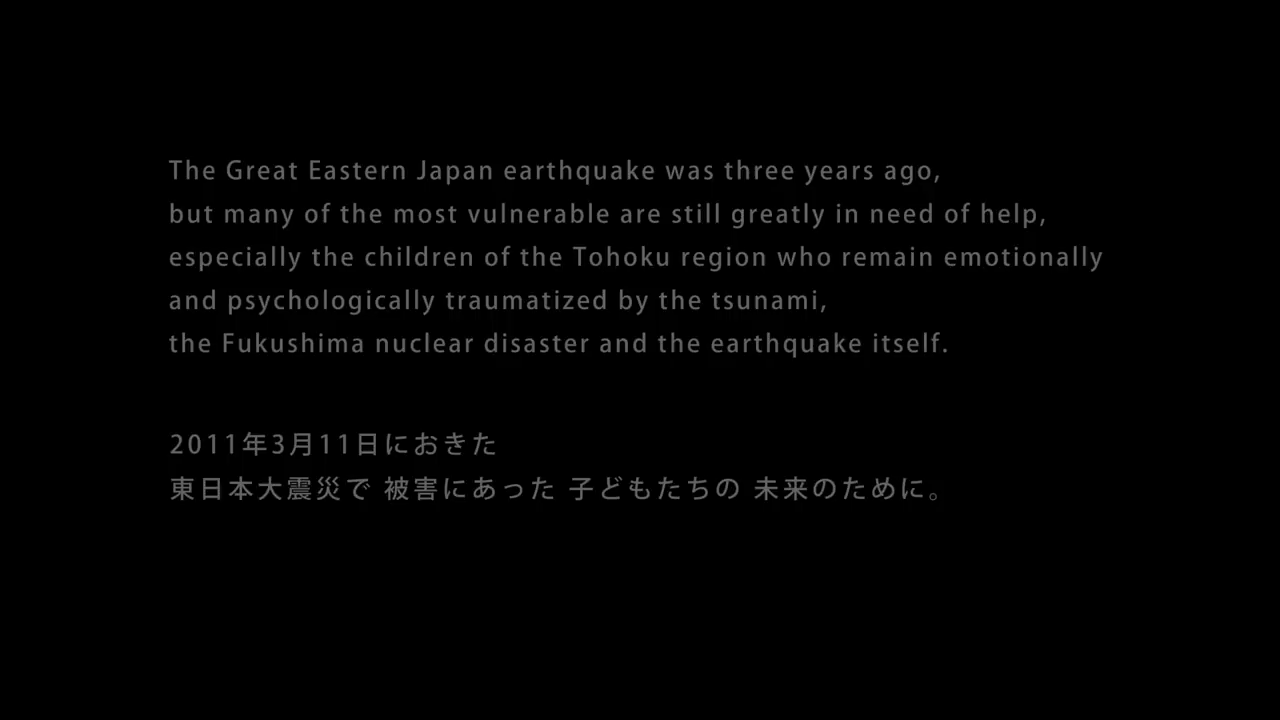 The Great Eastern Japan earthquake was three years ago,
but many of the most vulnerable are still greatly in need of help,
especially the children of the Tohoku region who remain emotionally
and psychologically traumatized by the tsunami,
the Fukushima nuclear disaster and the earthquake itself.
2011年3月11日におきた
東日本大震災で 被害にあった 子どもたちの 未来のために。